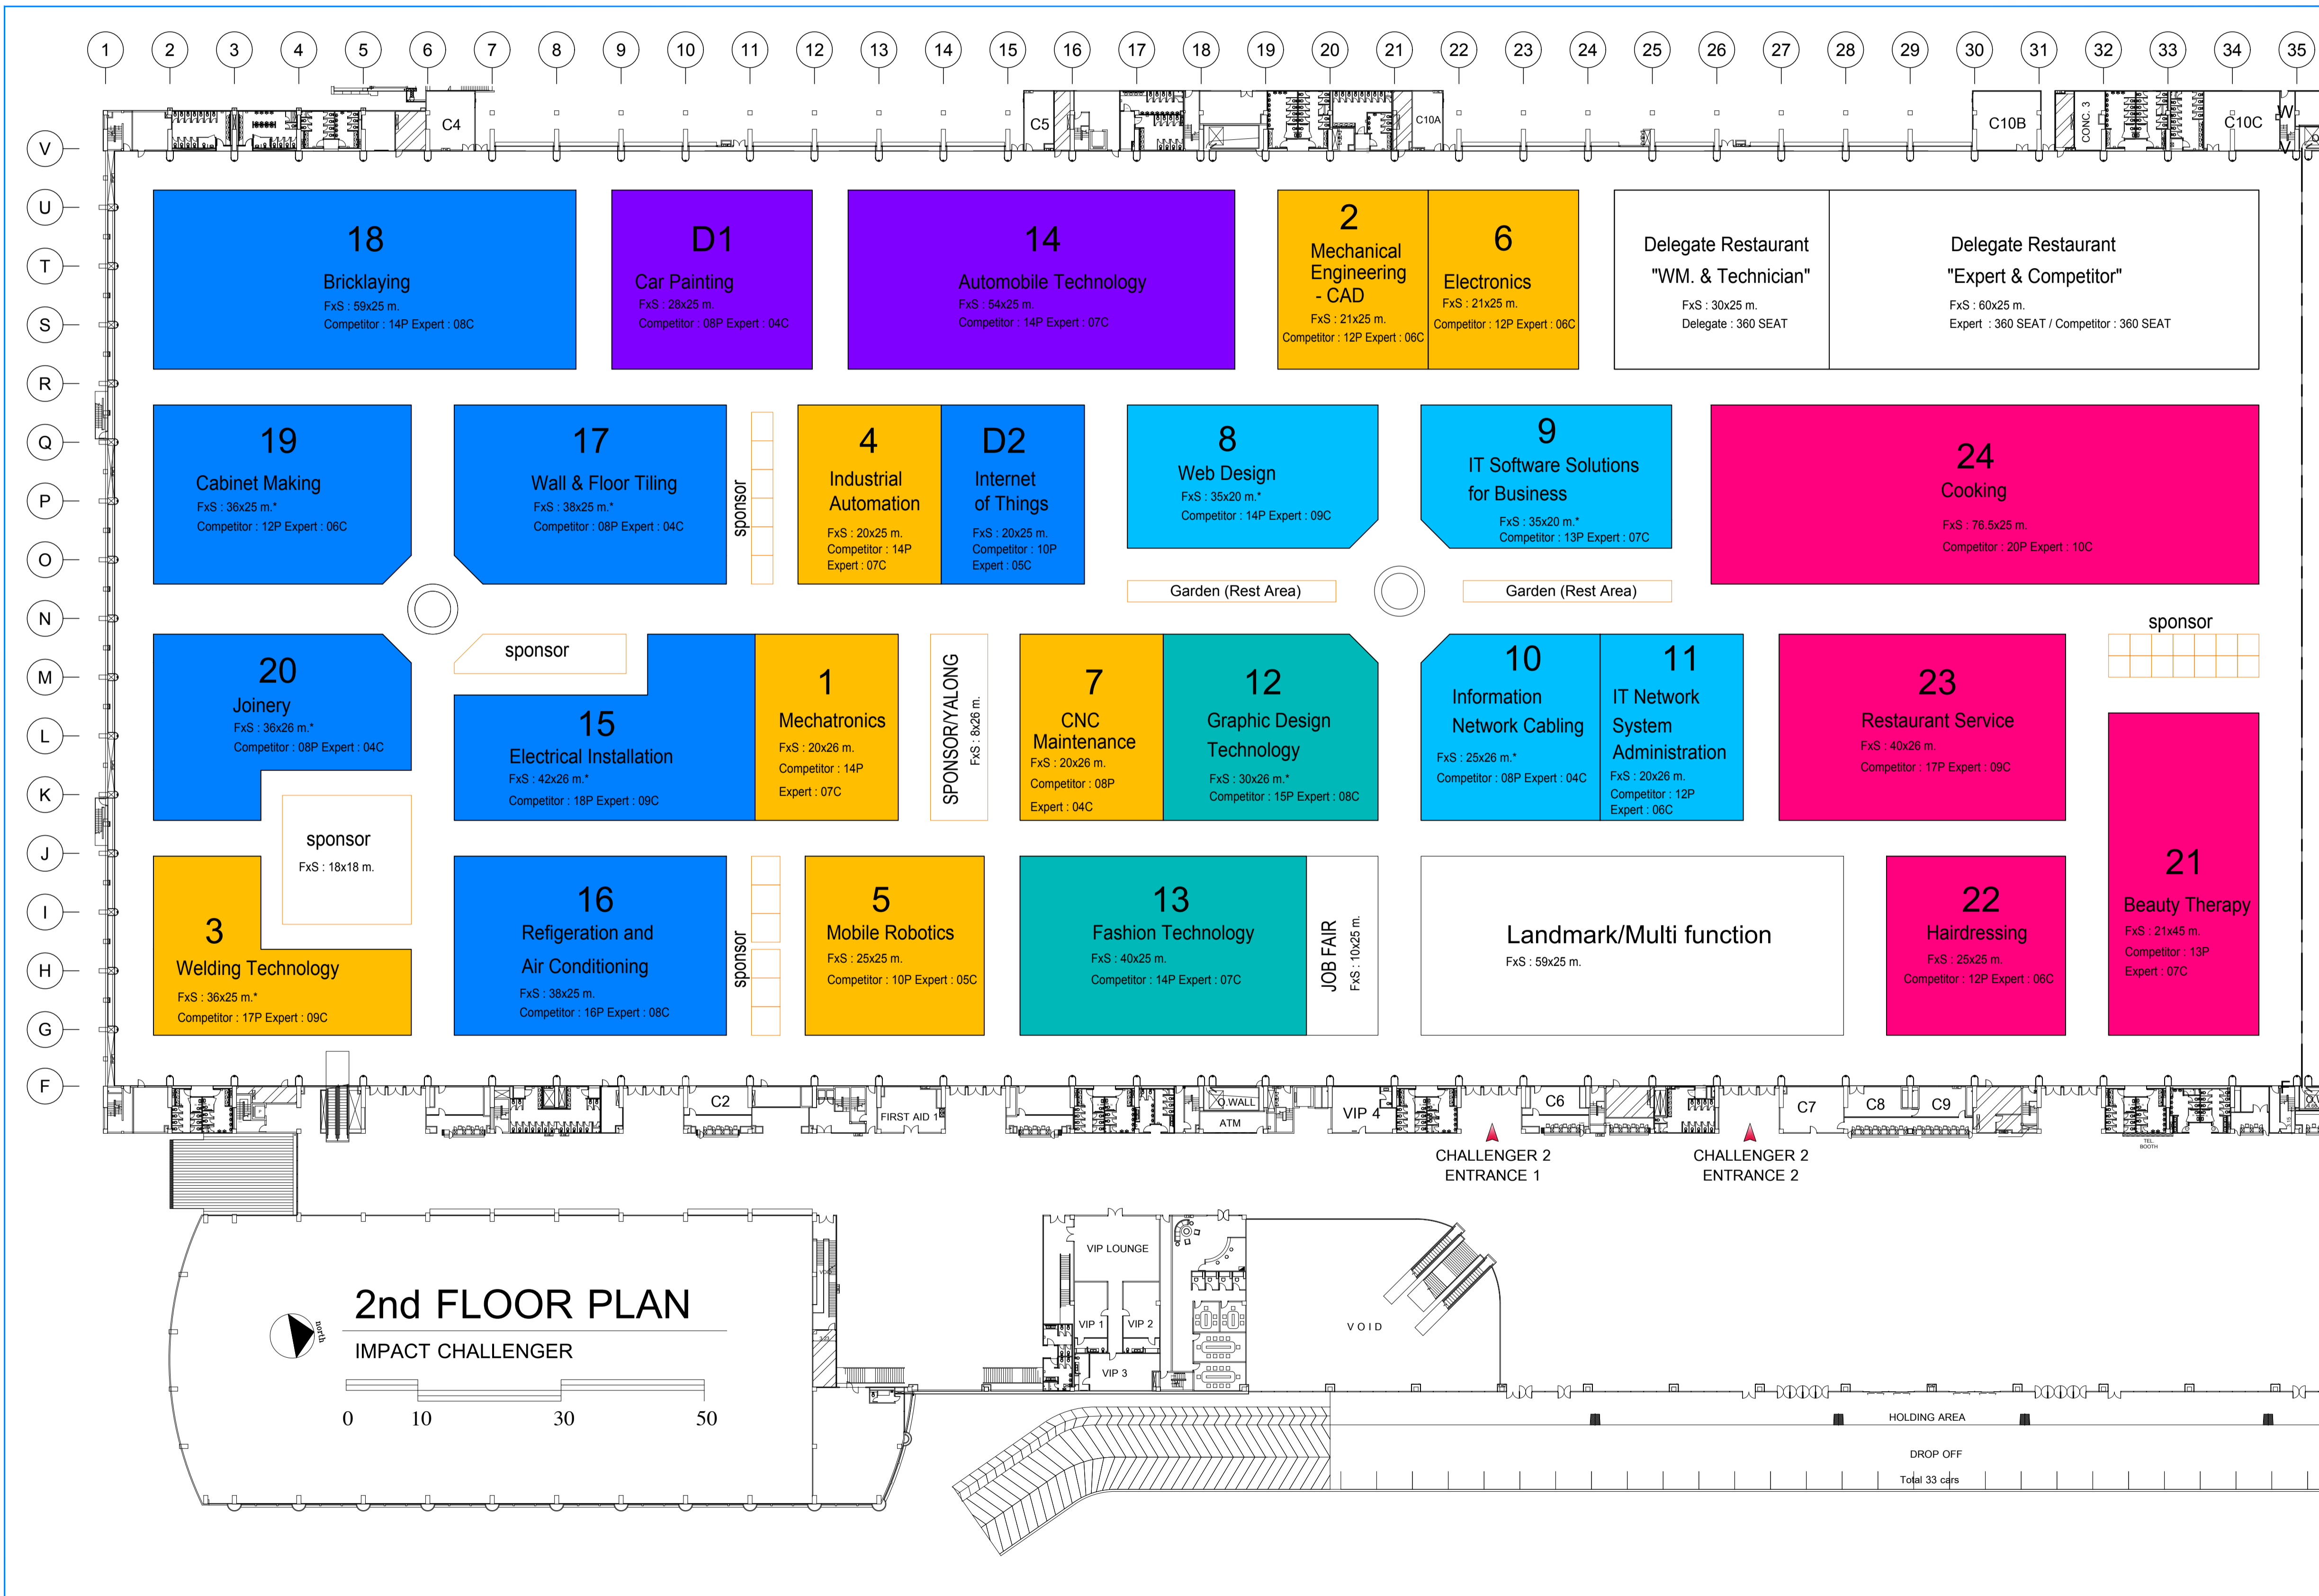 1 2 3 4 5 6 7 8 9 10 11 12 13 14 15 16 17 18 19 20 21 22 23 24 25 26 27 28 29 30 31 32 33 34 35
C4
C5
C10A
C10B
CONC. 3
C10C
W
V
V
U
T
S
R
Q
P
O
N
M
L
K
J
I
H
G
F
18
Bricklaying
FxS : 59x25 m.
Competitor : 14P Expert : 08C
D1
Car Painting
FxS : 28x25 m.
Competitor : 08P Expert : 04C
14
Automobile Technology
FxS : 54x25 m.
Competitor : 14P Expert : 07C
2
Mechanical
Engineering
- CAD
FxS : 21x25 m.
Competitor : 12P Expert : 06C
6
Electronics
FxS : 21x25 m.
Competitor : 12P Expert : 06C
Delegate Restaurant
"WM. & Technician"
FxS : 30x25 m.
Delegate : 360 SEAT
Delegate Restaurant
"Expert & Competitor"
FxS : 60x25 m.
Expert : 360 SEAT / Competitor : 360 SEAT
19
Cabinet Making
FxS : 36x25 m.*
Competitor : 12P Expert : 06C
17
Wall & Floor Tiling
FxS : 38x25 m.*
Competitor : 08P Expert : 04C
sponsor
4
Industrial
Automation
FxS : 20x25 m.
Competitor : 14P
Expert : 07C
D2
Internet
of Things
FxS : 20x25 m.
Competitor : 10P
Expert : 05C
8
Web Design
FxS : 35x20 m.*
Competitor : 14P Expert : 09C
9
IT Software Solutions
for Business
FxS : 35x20 m.*
Competitor : 13P Expert : 07C
24
Cooking
FxS : 76.5x25 m.
Competitor : 20P Expert : 10C
Garden (Rest Area)
Garden (Rest Area)
20
Joinery
FxS : 36x26 m.*
Competitor : 08P Expert : 04C
sponsor
15
Electrical Installation
FxS : 42x26 m.*
Competitor : 18P Expert : 09C
1
Mechatronics
FxS : 20x26 m.
Competitor : 14P
Expert : 07C
SPONSOR/YALONG
FxS : 8x26 m.
7
CNC
Maintenance
FxS : 20x26 m.
Competitor : 08P
Expert : 04C
12
Graphic Design
Technology
FxS : 30x26 m.*
Competitor : 15P Expert : 08C
10
Information
Network Cabling
FxS : 25x26 m.*
Competitor : 08P Expert : 04C
11
IT Network
System
Administration
FxS : 20x26 m.
Competitor : 12P
Expert : 06C
23
Restaurant Service
FxS : 40x26 m.
Competitor : 17P Expert : 09C
sponsor
sponsor
FxS : 18x18 m.
3
Welding Technology
FxS : 36x25 m.*
Competitor : 17P Expert : 09C
16
Refigeration and
Air Conditioning
FxS : 38x25 m.
Competitor : 16P Expert : 08C
sponsor
5
Mobile Robotics
FxS : 25x25 m.
Competitor : 10P Expert : 05C
13
Fashion Technology
FxS : 40x25 m.
Competitor : 14P Expert : 07C
JOB FAIR
FxS : 10x25 m.
Landmark/Multi function
FxS : 59x25 m.
22
Hairdressing
FxS : 25x25 m.
Competitor : 12P Expert : 06C
21
Beauty Therapy
FxS : 21x45 m.
Competitor : 13P
Expert : 07C
F
C2
FIRST AID 1
O.WALL
ATM
VIP 4
C6
C7
C8
C9
TEL.
BOOTH
CHALLENGER 2
ENTRANCE 1
CHALLENGER 2
ENTRANCE 2
VIP LOUNGE
VIP 1
VIP 2
VIP 3
VOID
2nd FLOOR PLAN
north
IMPACT CHALLENGER
0 10 30 50
HOLDING AREA
DROP OFF
Total 33 cars